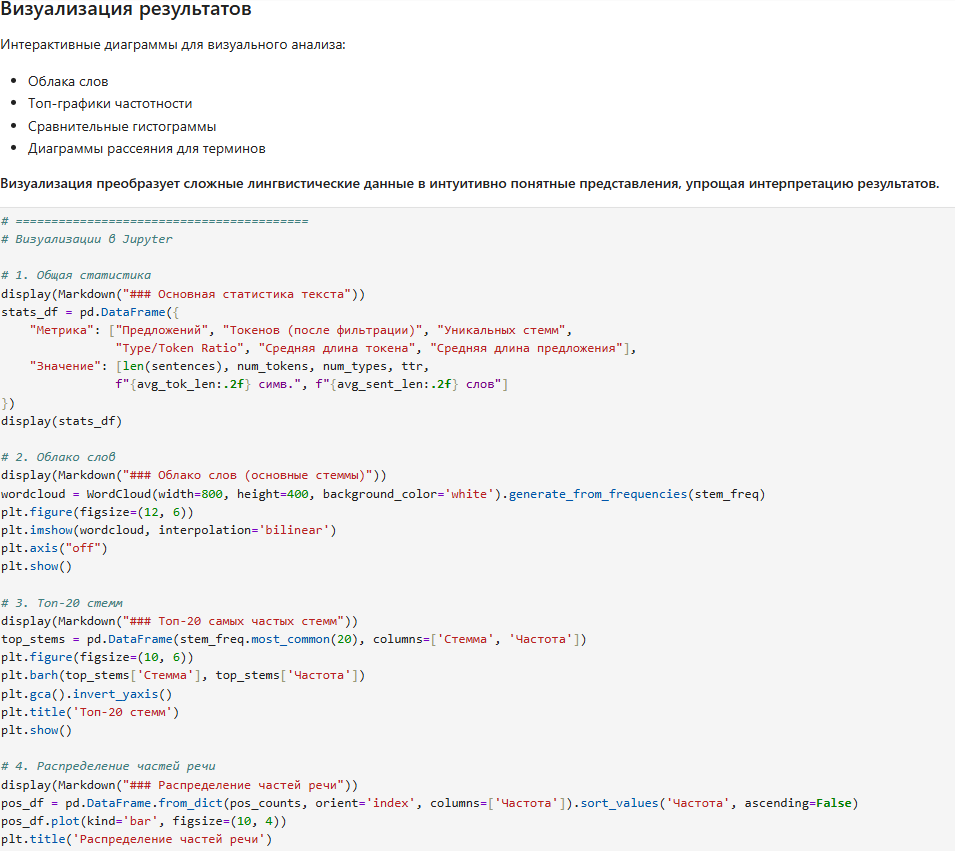 Визуализация результатов
Интерактивные диаграммы для визуального анализа:
• Облака слов
• Топ-графики частотности
• Сравнительные гистограммы
• Диаграммы рассеяния для терминов
Визуализация преобразует сложные лингвистические данные в интуитивно понятные представления, упрощая интерпретацию результатов.
# =========================================
# Визуализации в Jupyter
# 1. Общая статистика
display(Markdown("### Основная статистика текста"))
stats_df = pd.DataFrame({
    "Метрика": ["Предложений", "Токенов (после фильтрации)", "Уникальных стемм",
                "Type/Token Ratio", "Средняя длина токена", "Средняя длина предложения"],
    "Значение": [len(sentences), num_tokens, num_types, ttr,
                f"{avg_tok_len:.2f} симв.", f"{avg_sent_len:.2f} слов"]
})
display(stats_df)
# 2. Облако слов
display(Markdown("### Облако слов (основные стеммы)"))
wordcloud = WordCloud(width=800, height=400, background_color='white').generate_from_frequencies(stem_freq)
plt.figure(figsize=(12, 6))
plt.imshow(wordcloud, interpolation='bilinear')
plt.axis("off")
plt.show()
# 3. Топ-20 стемм
display(Markdown("### Топ-20 самых частых стемм"))
top_stems = pd.DataFrame(stem_freq.most_common(20), columns=['Стемма', 'Частота'])
plt.figure(figsize=(10, 6))
plt.barh(top_stems['Стемма'], top_stems['Частота'])
plt.gca().invert_yaxis()
plt.title('Топ-20 стемм')
plt.show()
# 4. Распределение частей речи
display(Markdown("### Распределение частей речи"))
pos_df = pd.DataFrame.from_dict(pos_counts, orient='index', columns=['Частота']).sort_values('Частота', ascending=False)
pos_df.plot(kind='bar', figsize=(10, 4))
plt.title('Распределение частей речи')